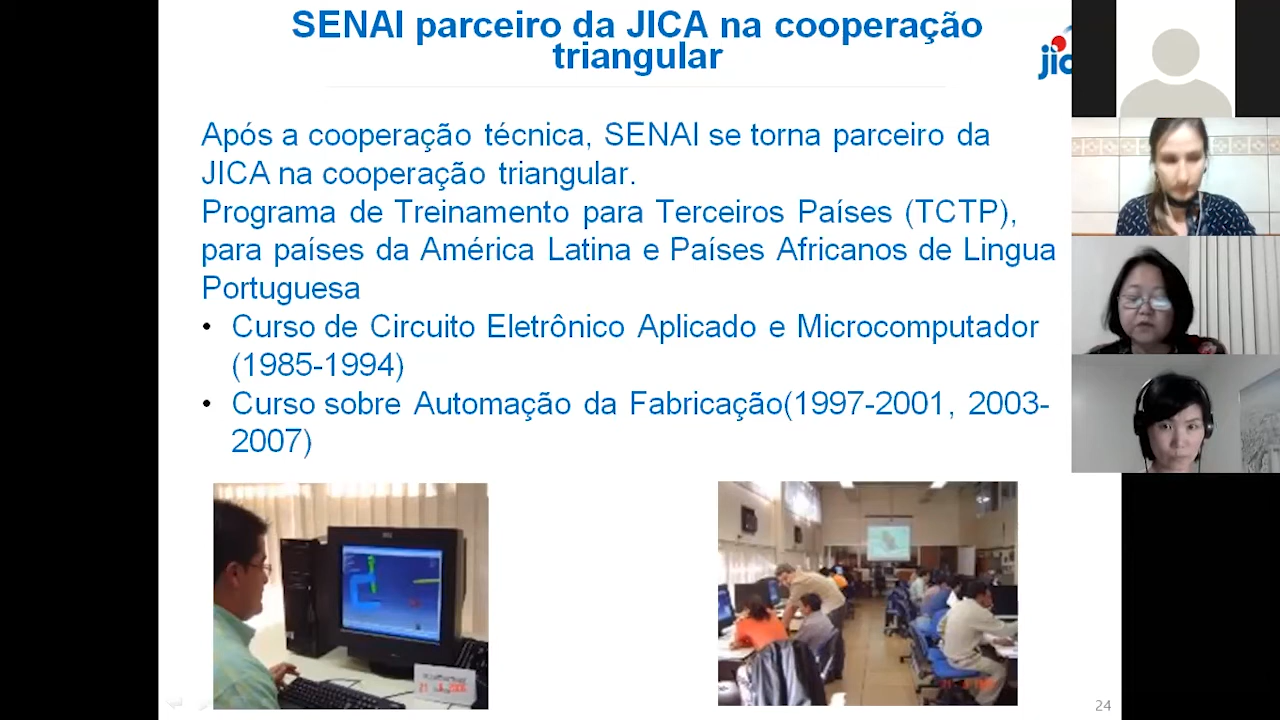 SENAI parceiro da JICA na cooperação
triangular
Após a cooperação técnica, SENAI se torna parceiro da
JICA na cooperação triangular.
Programa de Treinamento para Terceiros Países (TCTP),
para países da América Latina e Países Africanos de Lingua
Portuguesa
• Curso de Circuito Eletrônico Aplicado e Microcomputador
(1985-1994)
• Curso sobre Automação da Fabricação(1997-2001, 2003-
2007)
24